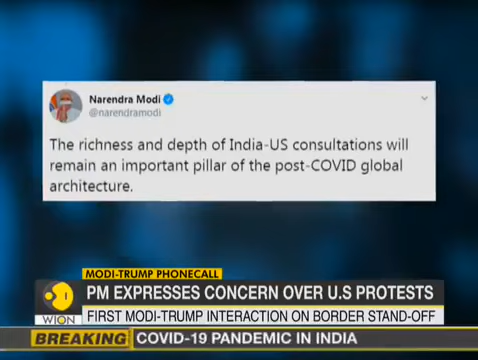 Narendra Modi
@narendramodi
The richness and depth of India-US consultations will
remain an important pillar of the post-COVID global
architecture.
MODI-TRUMP PHONECALL
PM EXPRESSES CONCERN OVER U.S PROTESTS
FIRST MODI-TRUMP INTERACTION ON BORDER STAND-OFF
WION
BREAKING COVID-19 PANDEMIC IN INDIA